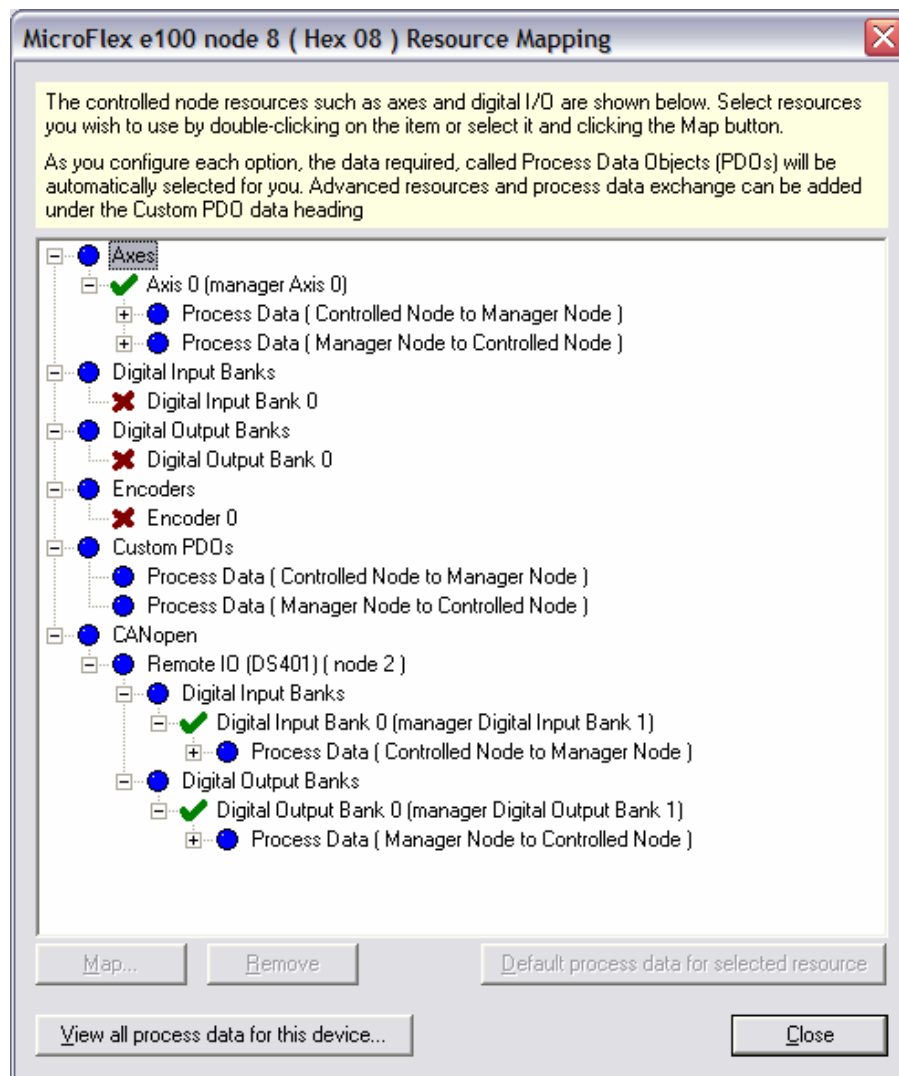 MicroFlex e100 node 8 ( Hex 08 ) Resource Mapping
The controlled node resources such as axes and digital I/O are shown below. Select resources
you wish to use by double-clicking on the item or select it and clicking the Map button.
As you configure each option, the data required, called Process Data Objects (PDOs) will be
automatically selected for you. Advanced resources and process data exchange can be added
under the Custom PDO data heading
Axes
Axis 0 (manager Axis 0)
Process Data ( Controlled Node to Manager Node )
Process Data ( Manager Node to Controlled Node )
Digital Input Banks
Digital Input Bank 0
Digital Output Banks
Digital Output Bank 0
Encoders
Encoder 0
Custom PDOs
Process Data ( Controlled Node to Manager Node )
Process Data ( Manager Node to Controlled Node )
CANopen
Remote IO (DS401) ( node 2 )
Digital Input Banks
Digital Input Bank 0 (manager Digital Input Bank 1)
Process Data ( Controlled Node to Manager Node )
Digital Output Banks
Digital Output Bank 0 (manager Digital Output Bank 1)
Process Data ( Manager Node to Controlled Node )
Map... Remove Default process data for selected resource
View all process data for this device... Close